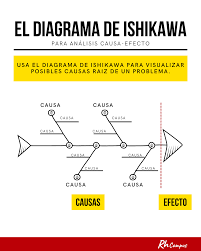 EL DIAGRAMA DE ISHIKAWA
PARA ANÁLISIS CAUSA-EFECTO
USA EL DIAGRAMA DE ISHIKAWA PARA VISUALIZAR
POSIBLES CAUSAS RAIZ DE UN PROBLEMA.
CAUSA CAUSA
CAUSA CAUSA
CAUSA CAUSA
CAUSA CAUSA
CAUSA CAUSA
CAUSAS EFECTO
Rh Campus